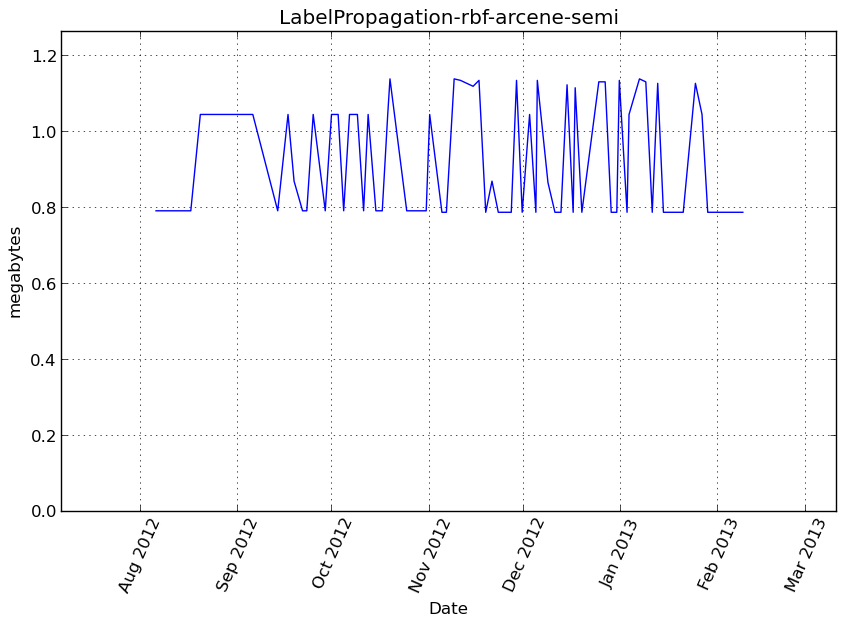 LabelPropagation-rbf-arcene-semi
1.2
1.0
0.8
0.6
0.4
0.2
0.0
megabytes
Aug 2012
Sep 2012
Oct 2012
Nov 2012
Dec 2012
Jan 2013
Feb 2013
Mar 2013
Date